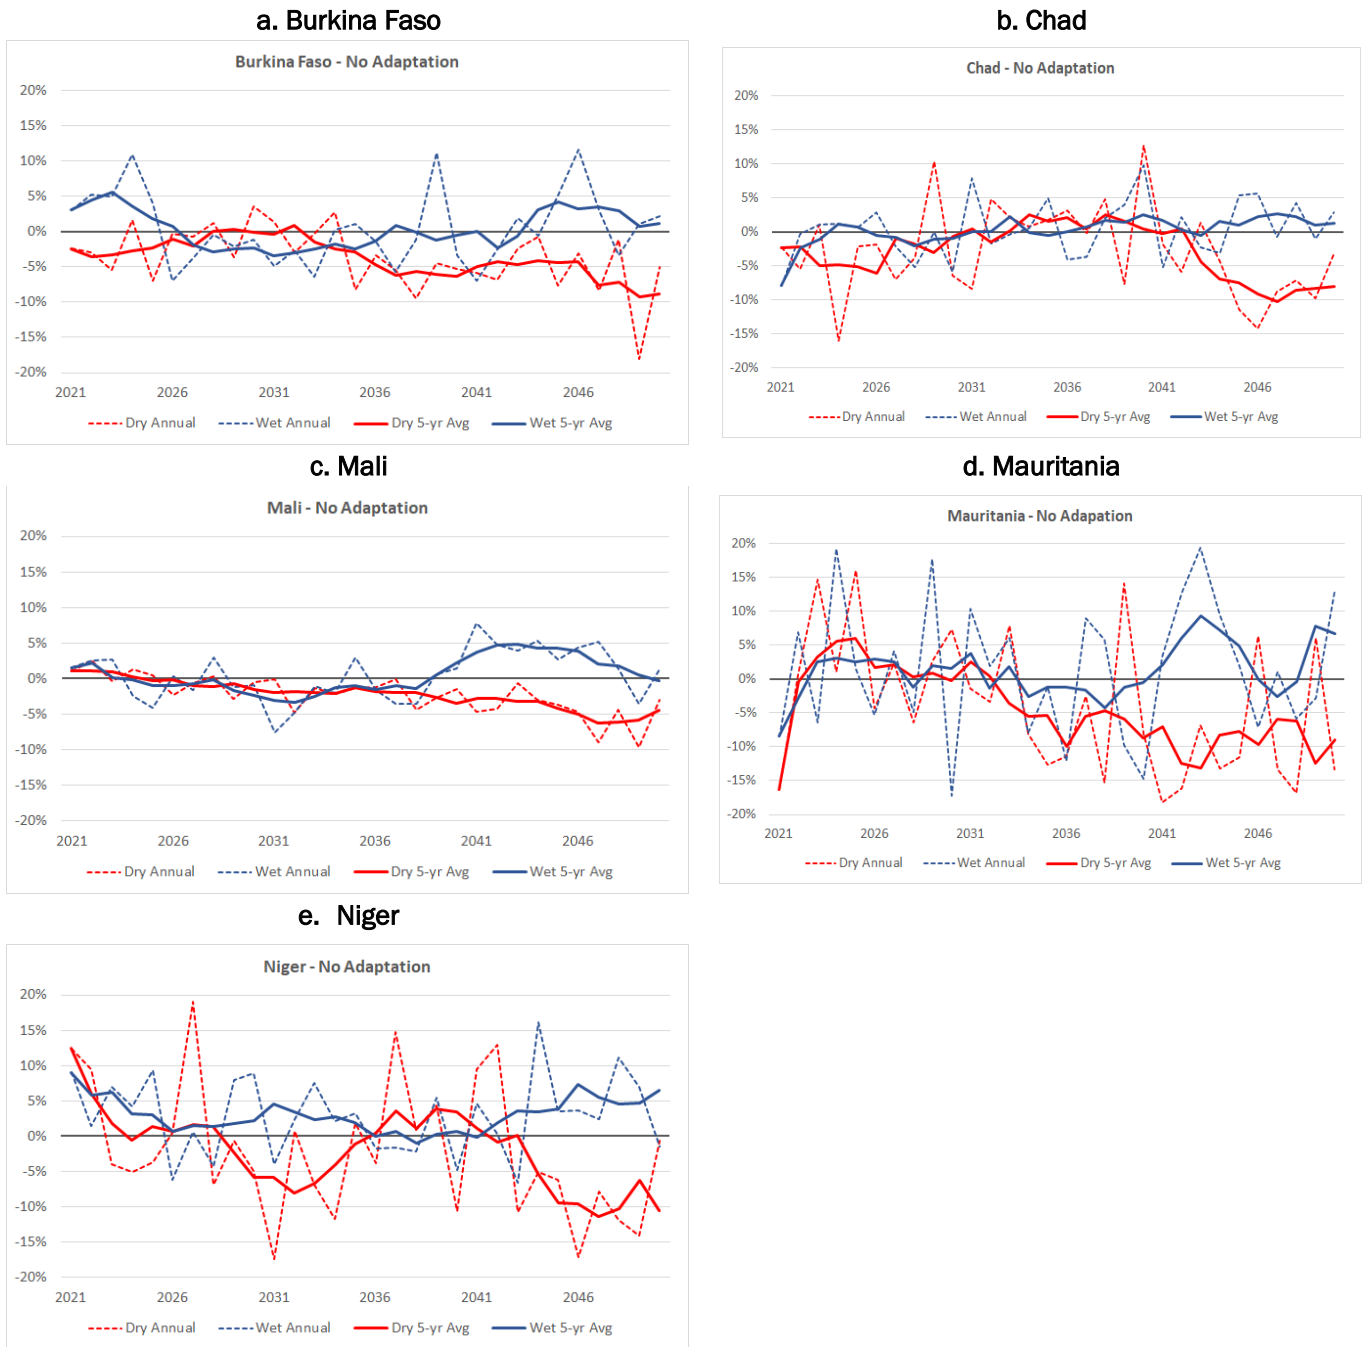 a. Burkina Faso
Burkina Faso - No Adaptation
20%
15%
10%
5%
0%
-5%
-10%
-15%
-20%
2021 2026 2031 2036 2041 2046
Dry Annual Wet Annual Dry 5-yr Avg Wet 5-yr Avg
b. Chad
Chad - No Adaptation
20%
15%
10%
5%
0%
-5%
-10%
-15%
-20%
2021 2026 2031 2036 2041 2046
Dry Annual Wet Annual Dry 5-yr Avg Wet 5-yr Avg
c. Mali
Mali - No Adaptation
20%
15%
10%
5%
0%
-5%
-10%
-15%
-20%
2021 2026 2031 2036 2041 2046
Dry Annual Wet Annual Dry 5-yr Avg Wet 5-yr Avg
d. Mauritania
Mauritania - No Adapation
20%
15%
10%
5%
0%
-5%
-10%
-15%
-20%
2021 2026 2031 2036 2041 2046
Dry Annual Wet Annual Dry 5-yr Avg Wet 5-yr Avg
e. Niger
Niger - No Adaptation
20%
15%
10%
5%
0%
-5%
-10%
-15%
-20%
2021 2026 2031 2036 2041 2046
Dry Annual Wet Annual Dry 5-yr Avg Wet 5-yr Avg